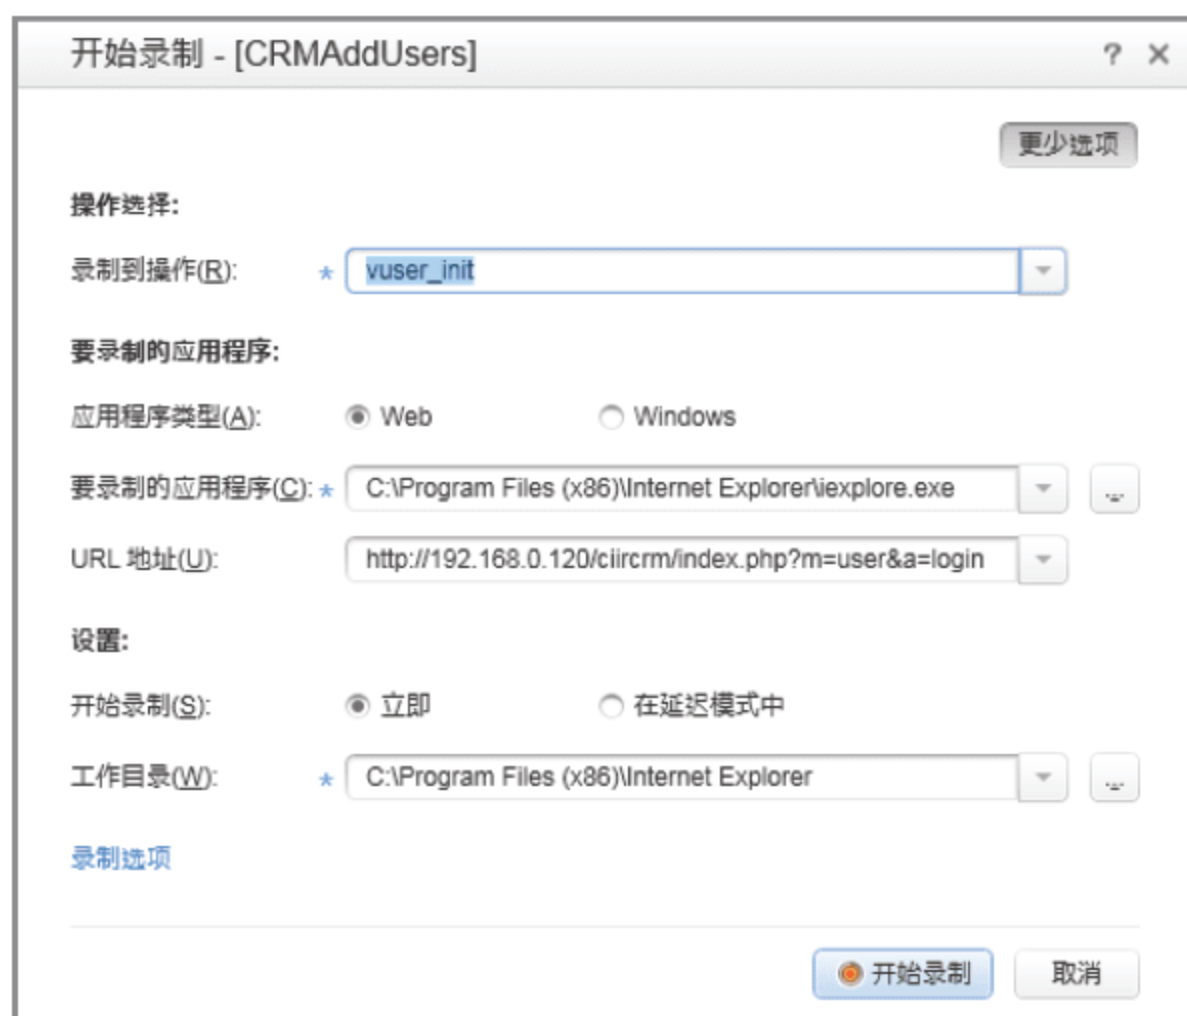 开始录制 - [CRMAddUsers] ? ×
更少选项
操作选择:
录制到操作(R): * vuser_init
要录制的应用程序:
应用程序类型(A): Web Windows
要录制的应用程序(C): * C:\Program Files (x86)\Internet Explorer\iexplore.exe ...
URL 地址(U): http://192.168.0.120/ciircrm/index.php?m=user&a=login
设置:
开始录制(S): 立即 在延迟模式中
工作目录(W): * C:\Program Files (x86)\Internet Explorer ...
录制选项
开始录制 取消